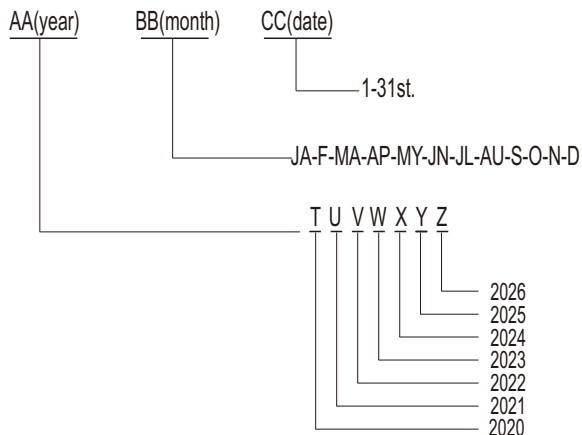 AA(year) BB(month) CC(date)
1-31st.
JA-F-MA-AP-MY-JN-JL-AU-S-O-N-D
T U V W X Y Z
2026
2025
2024
2023
2022
2021
2020